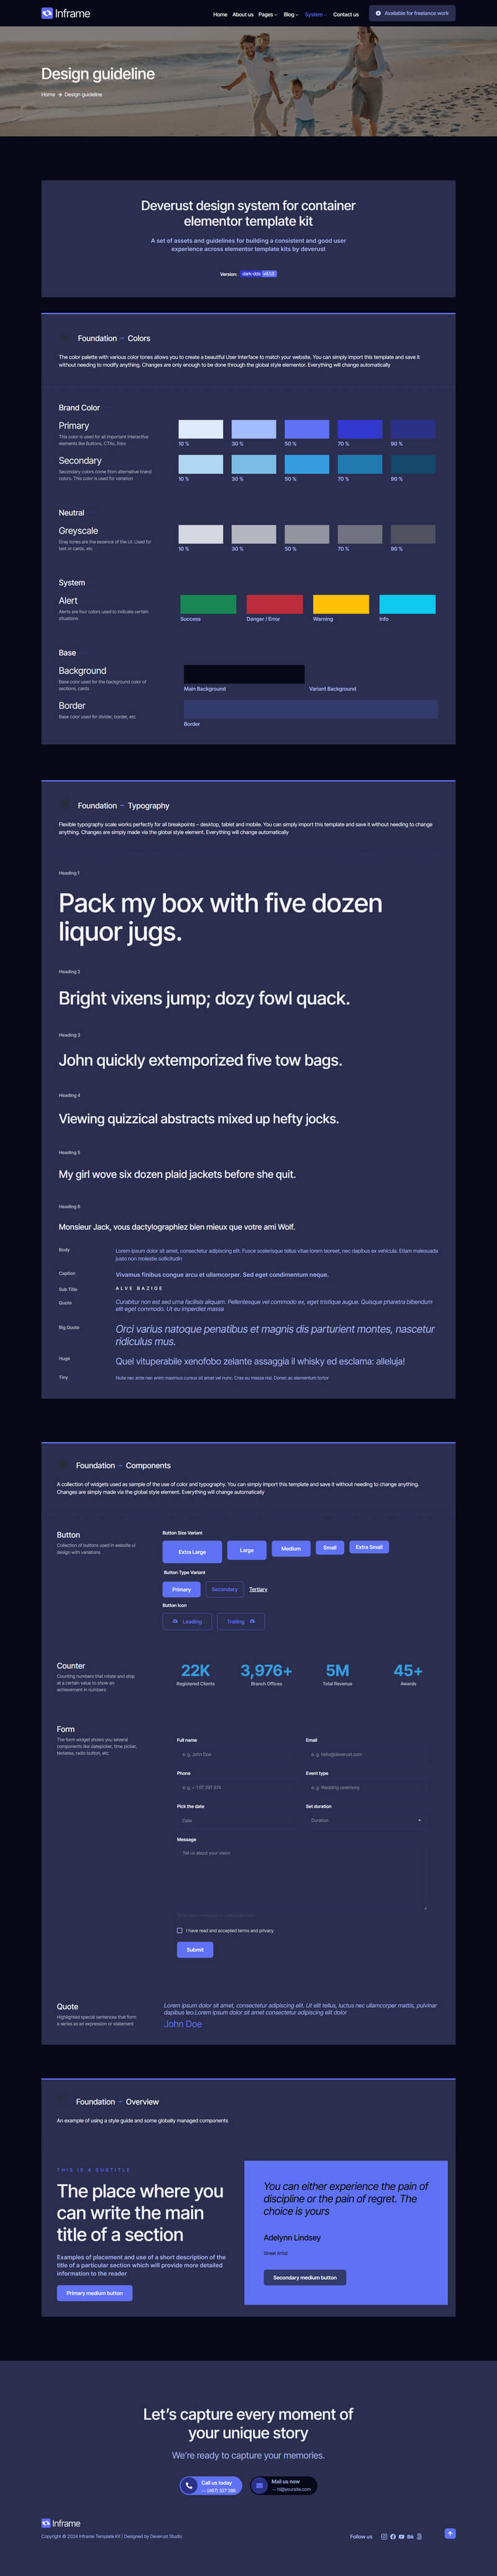 Inframe
Home About us Pages Blog System Contact us Available for freelance work
Design guideline
Home → Design guideline
Deverust design system for container
elementor template kit
A set of assets and guidelines for building a consistent and good user
experience across elementor template kits by deverust
Version: dark-dds v.1.1.0
Foundation → Colors
The color palette with various color tones allows you to create a beautiful User Interface to match your website. You can simply import this template and save it
without needing to modify anything. Changes are only enough to be done through the global style elementor. Everything will change automatically
Brand Color
Primary
This color is used for all important interactive
elements like Buttons, CTAs, links
10 % 30 % 50 % 70 % 90 %
Secondary
Secondary colors come from alternative brand
colors. This color is used for variation
10 % 30 % 50 % 70 % 90 %
Neutral
Greyscale
Gray tones are the essence of the UI. Used for
text or cards, etc
10 % 30 % 50 % 70 % 90 %
System
Alert
Alerts are four colors used to indicate certain
situations
Success Danger / Error Warning Info
Base
Background
Base color used for the background color of
sections, cards
Main Background Variant Background
Border
Base color used for divider, border, etc
Border
Foundation → Typography
Flexible typography scale works perfectly for all breakpoints – desktop, tablet and mobile. You can simply import this template and save it without needing to change
anything. Changes are simply made via the global style element. Everything will change automatically
Heading 1
Pack my box with five dozen
liquor jugs.
Heading 2
Bright vixens jump; dozy fowl quack.
Heading 3
John quickly extemporized five tow bags.
Heading 4
Viewing quizzical abstracts mixed up hefty jocks.
Heading 5
My girl wove six dozen plaid jackets before she quit.
Heading 6
Monsieur Jack, vous dactylographiez bien mieux que votre ami Wolf.
Body
Lorem ipsum dolor sit amet, consectetur adipiscing elit. Fusce scelerisque tellus vitae lorem laoreet, nec dapibus ex vehicula. Etiam malesuada
justo non molestie sollicitudin
Caption
Vivamus finibus congue arcu et ullamcorper. Sed eget condimentum neque.
Sub Title
ALVE BAZIGE
Quote
Curabitur non est sed urna facilisis aliquam. Pellentesque vel commodo ex, eget tristique augue. Quisque pharetra bibendum
elit eget commodo. Ut eu imperdiet massa
Big Quote
Orci varius natoque penatibus et magnis dis parturient montes, nascetur
ridiculus mus.
Huge
Quel vituperabile xenofobo zelante assaggia il whisky ed esclama: alleluja!
Tiny
Nulla nec ante nec enim maximus cursus sit amet vel nunc. Cras eu massa nisl. Donec ac elementum tortor
Foundation → Components
A collection of widgets used as sample of the use of color and typography. You can simply import this template and save it without needing to change anything.
Changes are simply made via the global style element. Everything will change automatically
Button
Collection of buttons used in website ui
design with variations
Button Size Variant
Extra Large Large Medium Small Extra Small
Button Type Variant
Primary Secondary Tertiary
Button Icon
Leading Trailing
Counter
Counting numbers that rotate and stop
at a certain value to show an
achievement in numbers
22K 3,976+ 5M 45+
Registered Clients Branch Offices Total Revenue Awards
Form
The form widget shows you several
components like datepicker, time picker,
textarea, radio button, etc
Full name Email
e. g. John Doe e. g. hello@deverust.com
Phone Event type
e. g. + 1 97 297 974 e. g. Wedding ceremony
Pick the date Set duration
Date Duration
Message
Tell us about your vision
I have read and accepted terms and privacy
Submit
Quote
Highlighted special sentences that form
a series as an expression or statement
Lorem ipsum dolor sit amet, consectetur adipiscing elit. Ut elit tellus, luctus nec ullamcorper mattis, pulvinar
dapibus leo.Lorem ipsum dolor sit amet consectetur adipiscing elit dolor
John Doe
Foundation → Overview
An example of using a style guide and some globally managed components
THIS IS A SUBTITLE
The place where you
can write the main
title of a section
Examples of placement and use of a short description of the
title of a particular section which will provide more detailed
information to the reader
Primary medium button
You can either experience the pain of
discipline or the pain of regret. The
choice is yours
Adelynn Lindsey
Street Artist
Secondary medium button
Let's capture every moment of
your unique story
We're ready to capture your memories.
Call us today
Mail us now
— hi@yoursite.com
Inframe
Copyright © 2024 Inframe Template Kit | Designed by Deverust Studio
Follow us